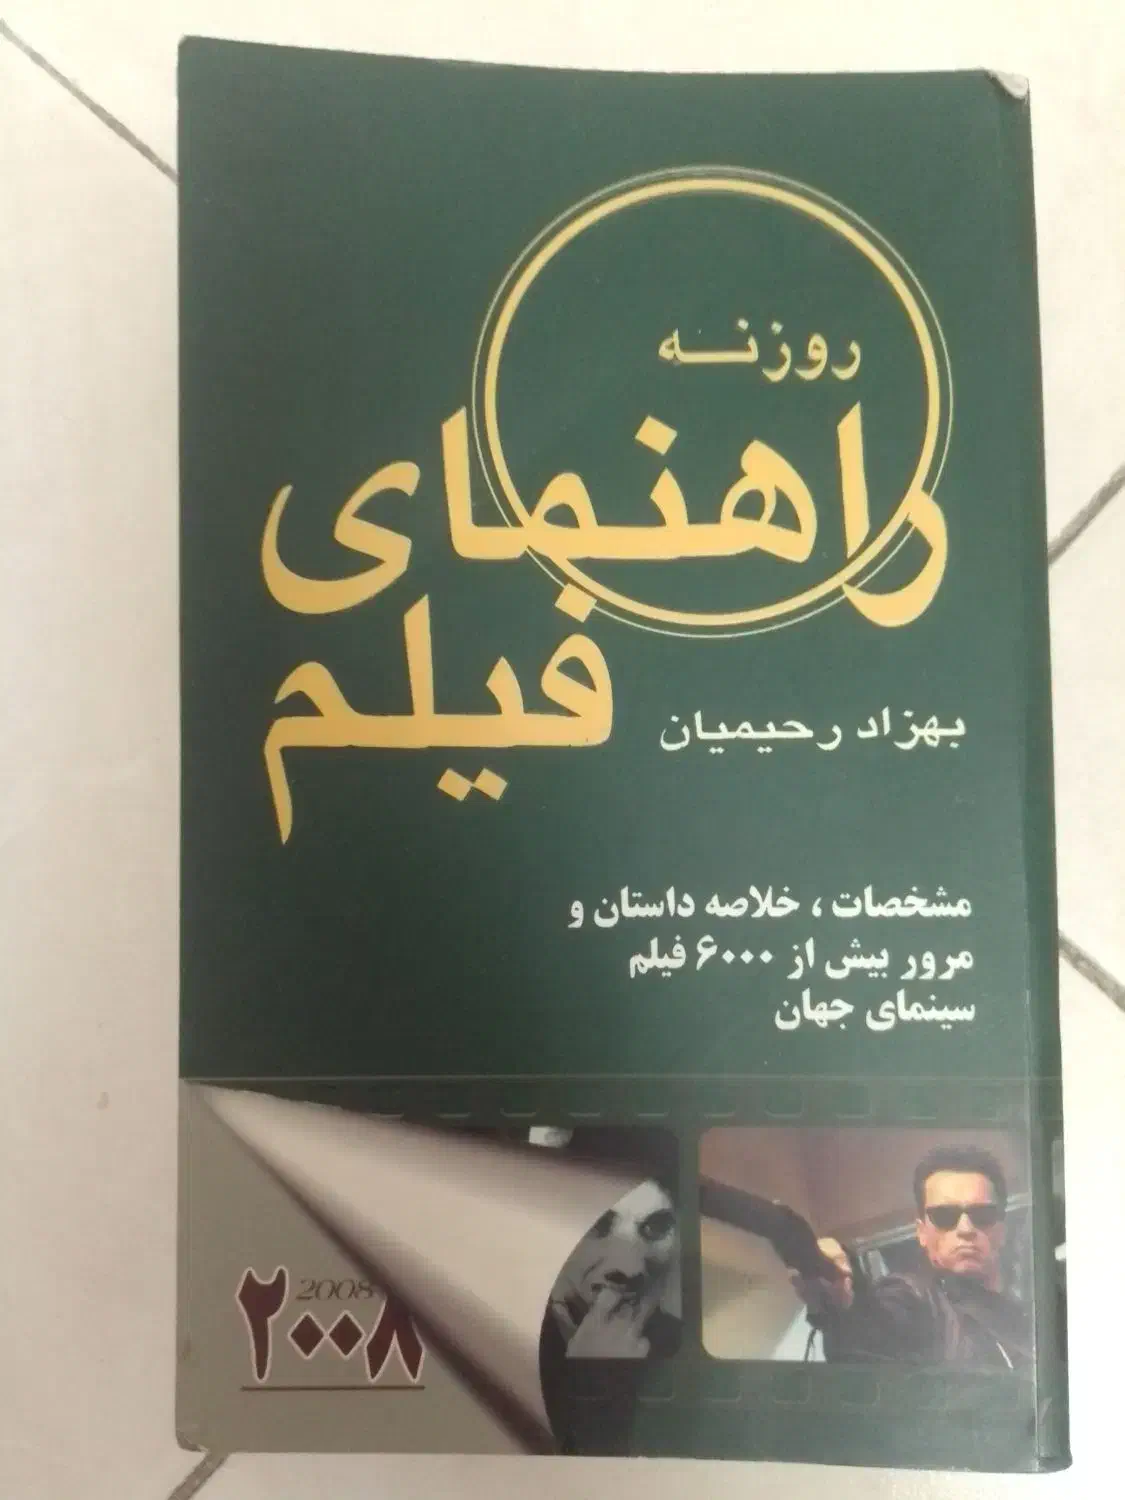 روزنه
راهنمای
فیلم
بهزاد رحیمیان
مشخصات ، خلاصه داستان و
مرور بیش از ۶۰۰۰ فیلم
سینمای جهان
2008
۲۰۰۸